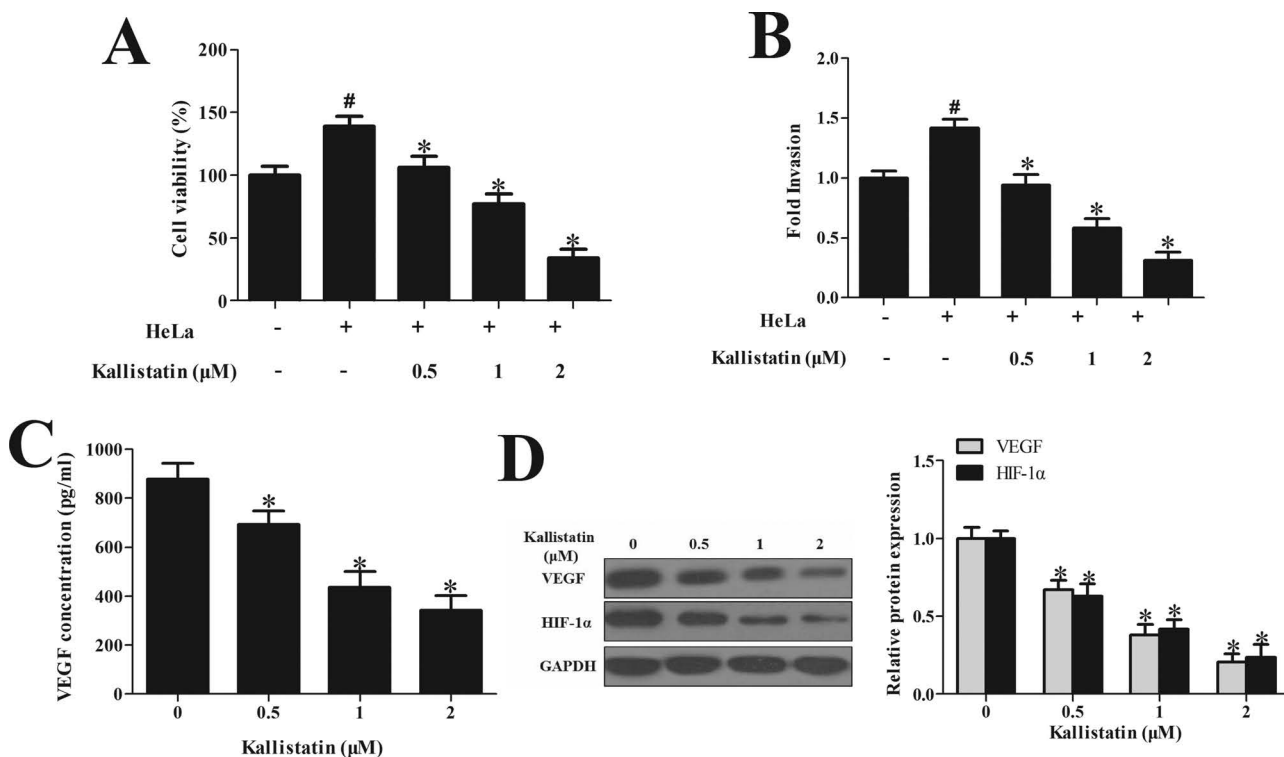 A
Cell viability (%)
200
150
100
50
0
#
*
*
*
HeLa - + + + +
Kallistatin (μM) - - 0.5 1 2
B
Fold Invasion
2.0
1.5
1.0
0.5
0.0
#
*
*
*
HeLa - + + + +
Kallistatin (μM) - - 0.5 1 2
C
VEGF concentration (pg/ml)
1000
800
600
400
200
0
*
*
*
0 0.5 1 2
Kallistatin (μM)
D
Kallistatin
(μM)
0 0.5 1 2
VEGF
HIF-1α
GAPDH
VEGF
HIF-1α
Relative protein expression
1.5
1.0
0.5
0.0
* *
* *
* *
0 0.5 1 2
Kallistatin (μM)